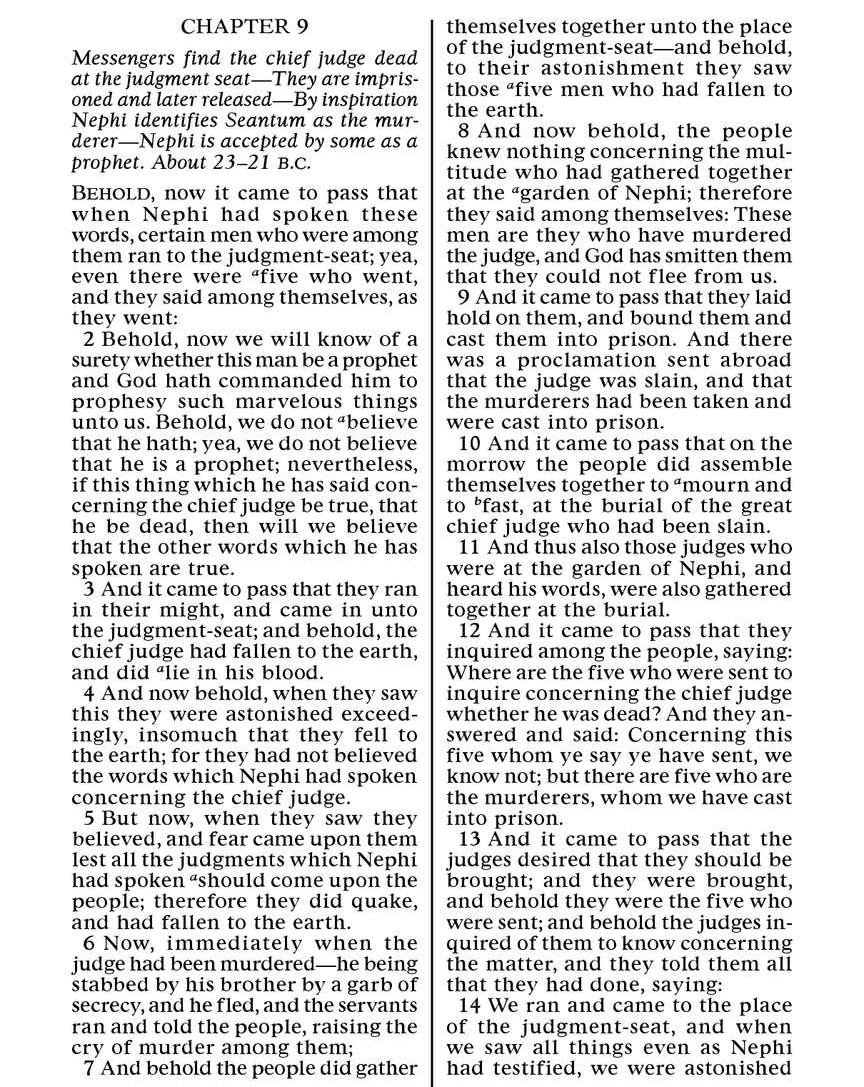 CHAPTER 9
Messengers find the chief judge dead
at the judgment seat—They are impris-
oned and later released—By inspiration
Nephi identifies Seantum as the mur-
derer—Nephi is accepted by some as a
prophet. About 23–21 B.C.
BEHOLD, now it came to pass that
when Nephi had spoken these
words, certain men who were among
them ran to the judgment-seat; yea,
even there were ᵃfive who went,
and they said among themselves, as
they went:
2 Behold, now we will know of a
surety whether this man be a prophet
and God hath commanded him to
prophesy such marvelous things
unto us. Behold, we do not ᵃbelieve
that he hath; yea, we do not believe
that he is a prophet; nevertheless,
if this thing which he has said con-
cerning the chief judge be true, that
he be dead, then will we believe
that the other words which he has
spoken are true.
3 And it came to pass that they ran
in their might, and came in unto
the judgment-seat; and behold, the
chief judge had fallen to the earth,
and did ᵃlie in his blood.
4 And now behold, when they saw
this they were astonished exceed-
ingly, insomuch that they fell to
the earth; for they had not believed
the words which Nephi had spoken
concerning the chief judge.
5 But now, when they saw they
believed, and fear came upon them
lest all the judgments which Nephi
had spoken ᵃshould come upon the
people; therefore they did quake,
and had fallen to the earth.
6 Now, immediately when the
judge had been murdered—he being
stabbed by his brother by a garb of
secrecy, and he fled, and the servants
ran and told the people, raising the
cry of murder among them;
7 And behold the people did gather
themselves together unto the place
of the judgment-seat—and behold,
to their astonishment they saw
those ᵃfive men who had fallen to
the earth.
8 And now behold, the people
knew nothing concerning the mul-
titude who had gathered together
at the ᵃgarden of Nephi; therefore
they said among themselves: These
men are they who have murdered
the judge, and God has smitten them
that they could not flee from us.
9 And it came to pass that they laid
hold on them, and bound them and
cast them into prison. And there
was a proclamation sent abroad
that the judge was slain, and that
the murderers had been taken and
were cast into prison.
10 And it came to pass that on the
morrow the people did assemble
themselves together to ᵃmourn and
to ᵇfast, at the burial of the great
chief judge who had been slain.
11 And thus also those judges who
were at the garden of Nephi, and
heard his words, were also gathered
together at the burial.
12 And it came to pass that they
inquired among the people, saying:
Where are the five who were sent to
inquire concerning the chief judge
whether he was dead? And they an-
swered and said: Concerning this
five whom ye say ye have sent, we
know not; but there are five who are
the murderers, whom we have cast
into prison.
13 And it came to pass that the
judges desired that they should be
brought; and they were brought,
and behold they were the five who
were sent; and behold the judges in-
quired of them to know concerning
the matter, and they told them all
that they had done, saying:
14 We ran and came to the place
of the judgment-seat, and when
we saw all things even as Nephi
had testified, we were astonished